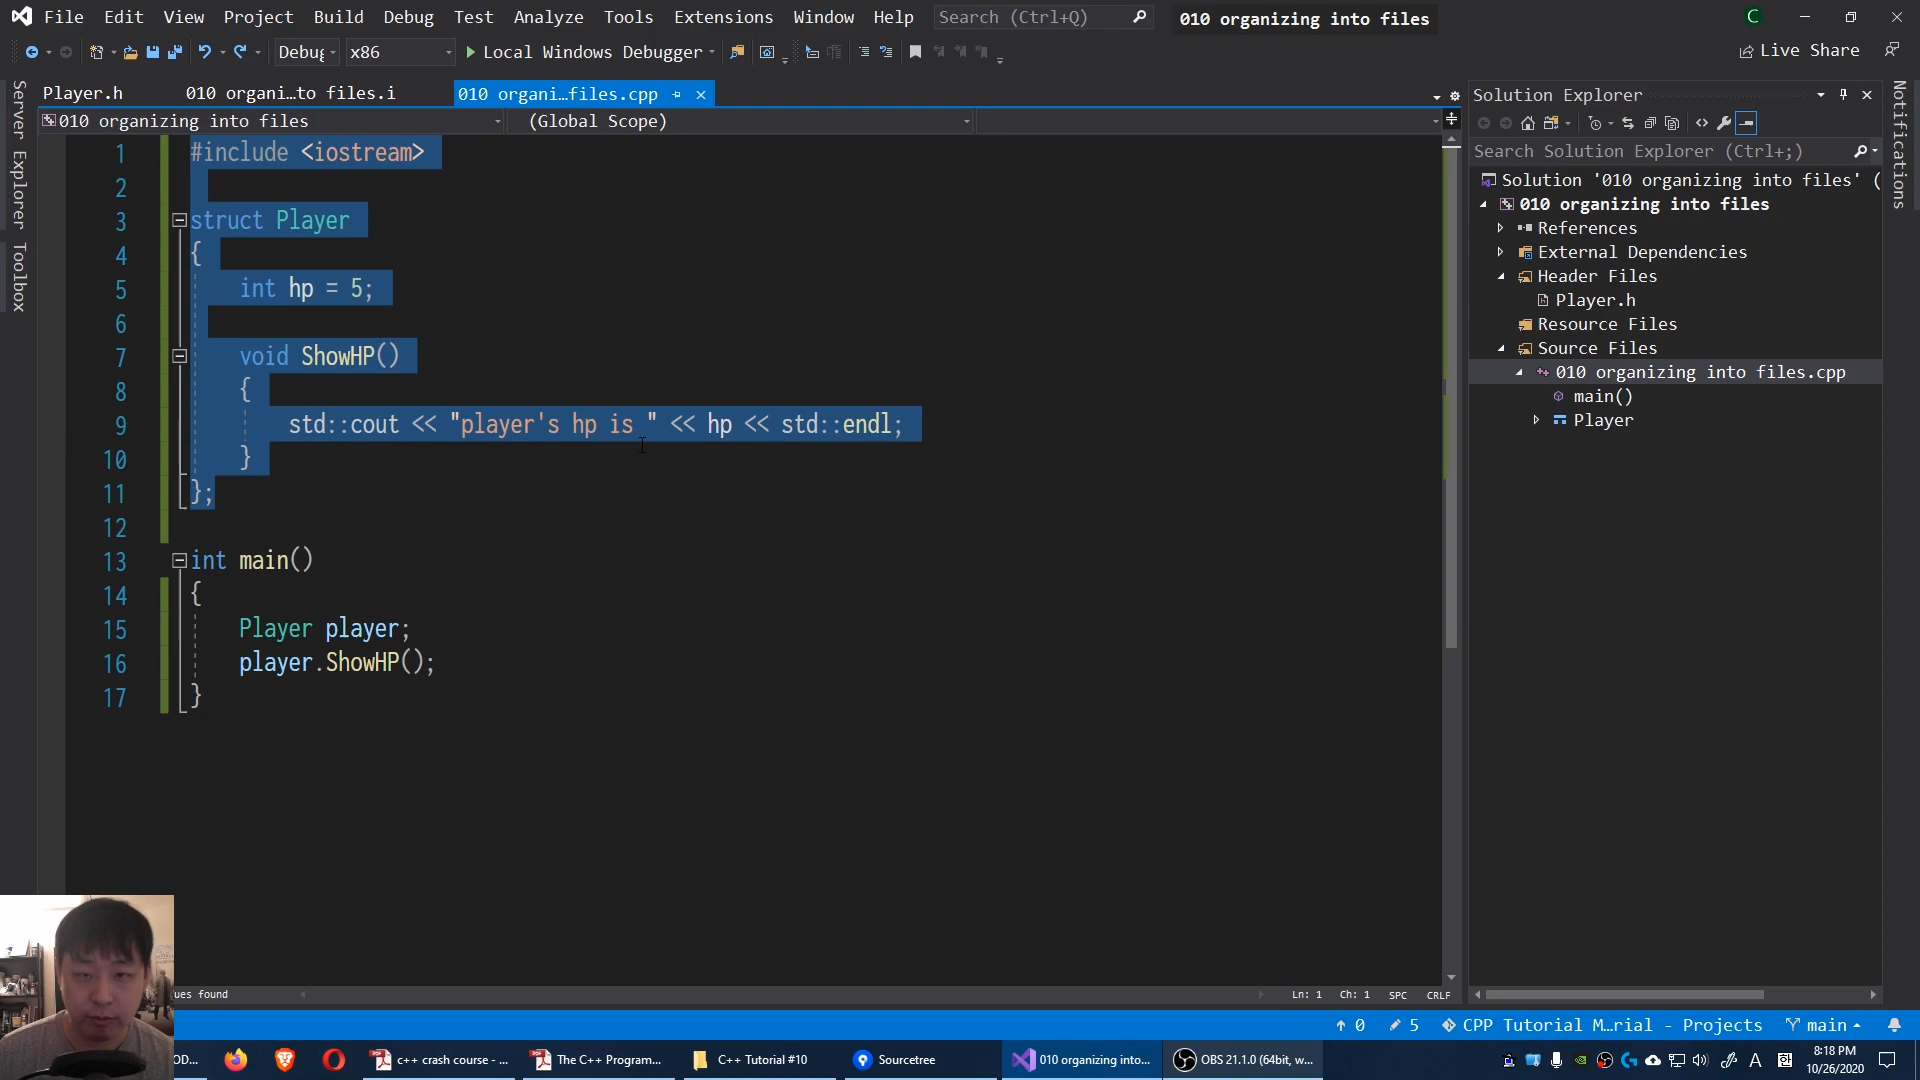 File Edit View Project Build Debug Test Analyze Tools Extensions Window Help Search (Ctrl+Q) 010 organizing into files C
Debug x86 Local Windows Debugger Live Share
Server Explorer
Toolbox
Notifications
Player.h 010 organi…to files.i 010 organi…files.cpp
010 organizing into files (Global Scope)
1 #include <iostream>
2
3 struct Player
4 {
5 int hp = 5;
6
7 void ShowHP()
8 {
9 std::cout << "player's hp is " << hp << std::endl;
10 }
11 };
12
13 int main()
14 {
15 Player player;
16 player.ShowHP();
17 }
Solution Explorer
Search Solution Explorer (Ctrl+;)
Solution '010 organizing into files' (
010 organizing into files
References
External Dependencies
Header Files
Player.h
Resource Files
Source Files
010 organizing into files.cpp
main()
Player
ues found Ln: 1 Ch: 1 SPC CRLF
0 5 CPP Tutorial M…rial - Projects main
OD... c++ crash course - ... The C++ Program... C++ Tutorial #10 Sourcetree 010 organizing into... OBS 21.1.0 (64bit, w... A 한 8:18 PM
10/26/2020